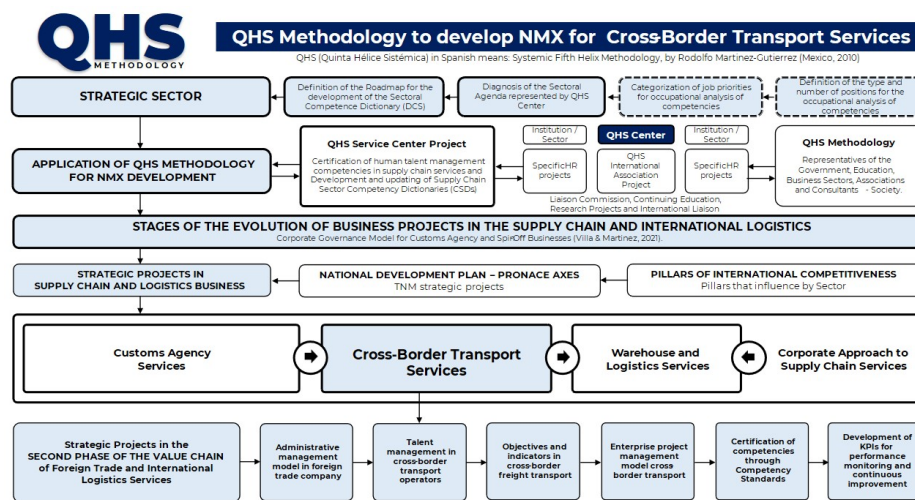 QHS
METHODOLOGY
QHS Methodology to develop NMX for Cross-Border Transport Services
QHS (Quinta Hélice Sistémica) in Spanish means: Systemic Fifth Helix Methodology, by Rodolfo Martinez-Gutierrez (Mexico, 2010)
STRATEGIC SECTOR
Definition of the Roadmap for
the development of the Sectoral
Competence Dictionary (DCS)
Diagnosis of the Sectoral
Agenda represented by QHS
Center
Categorization of job priorities
for occupational analysis of
competencies
Definition of the type and
number of positions for the
occupational analysis of
competencies
APPLICATION OF QHS METHODOLOGY
FOR NMX DEVELOPMENT
QHS Service Center Project
Certification of human talent management
competencies in supply chain services and
Development and updating of Supply Chain
Sector Competency Dictionaries (CSDs)
Institution /
Sector
SpecificHR
projects
QHS Center
QHS
International
Association
Project
Institution /
Sector
SpecificHR
projects
Liaison Commission, Continuing Education,
Research Projects and International Liaison
QHS Methodology
Representatives of the
Government, Education,
Business Sectors, Associations
and Consultants - Society.
STAGES OF THE EVOLUTION OF BUSINESS PROJECTS IN THE SUPPLY CHAIN AND INTERNATIONAL LOGISTICS
Corporate Governance Model for Customs Agency and SpinOff Businesses (Villa & Martinez, 2021).
STRATEGIC PROJECTS IN
SUPPLY CHAIN AND LOGISTICS BUSINESS
NATIONAL DEVELOPMENT PLAN – PRONACE AXES
TNM strategic projects
PILLARS OF INTERNATIONAL COMPETITIVENESS
Pillars that influence by Sector
Customs Agency
Services
Cross-Border Transport
Services
Warehouse and
Logistics Services
Corporate Approach to
Supply Chain Services
Strategic Projects in the
SECOND PHASE OF THE VALUE CHAIN
of Foreign Trade and International
Logistics Services
Administrative
management
model in foreign
trade company
Talent
management in
cross-border
transport
operators
Objectives and
indicators in
cross-border
freight transport
Enterprise project
management
model cross
border transport
Certification of
competencies
through
Competency
Standards
Development of
KPIs for
performance
monitoring and
continuous
improvement